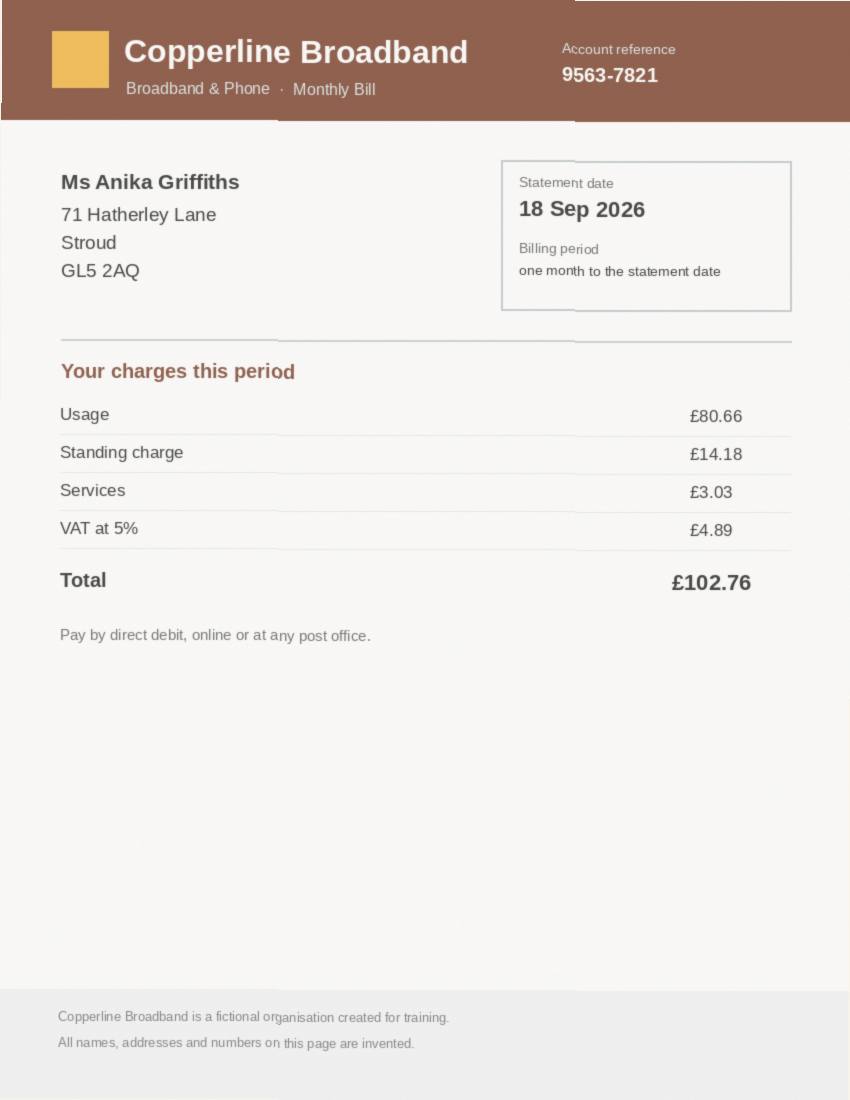 Copperline Broadband
Broadband & Phone · Monthly Bill
Account reference
9563-7821
Ms Anika Griffiths
71 Hatherley Lane
Stroud
GL5 2AQ
Statement date
18 Sep 2026
Billing period
one month to the statement date
Your charges this period
Usage £80.66
Standing charge £14.18
Services £3.03
VAT at 5% £4.89
Total £102.76
Pay by direct debit, online or at any post office.
Copperline Broadband is a fictional organisation created for training.
All names, addresses and numbers on this page are invented.